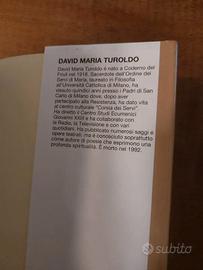 DAVID MARIA TUROLDO
David Maria Turoldo è nato a Coderno del
Friuli nel 1916. Sacerdote dell'Ordine dei
Servi di Maria, laureato in Filosofia
all'Università Cattolica di Milano, ha
vissuto quindici anni presso i Padri di San
Carlo di Milano dove, dopo aver
partecipato alla Resistenza, ha dato vita
al centro culturale "Corsia dei Servi".
Ha diretto il Centro Studi Ecumenici
Giovanni XXIII e ha collaborato con
la Radio, la Televisione e con vari
quotidiani. Ha pubblicato numerosi saggi e
opere teatrali, ma è conosciuto soprattutto
come autore di poesie che esprimono una
profonda spiritualità. È morto nel 1992.
subito